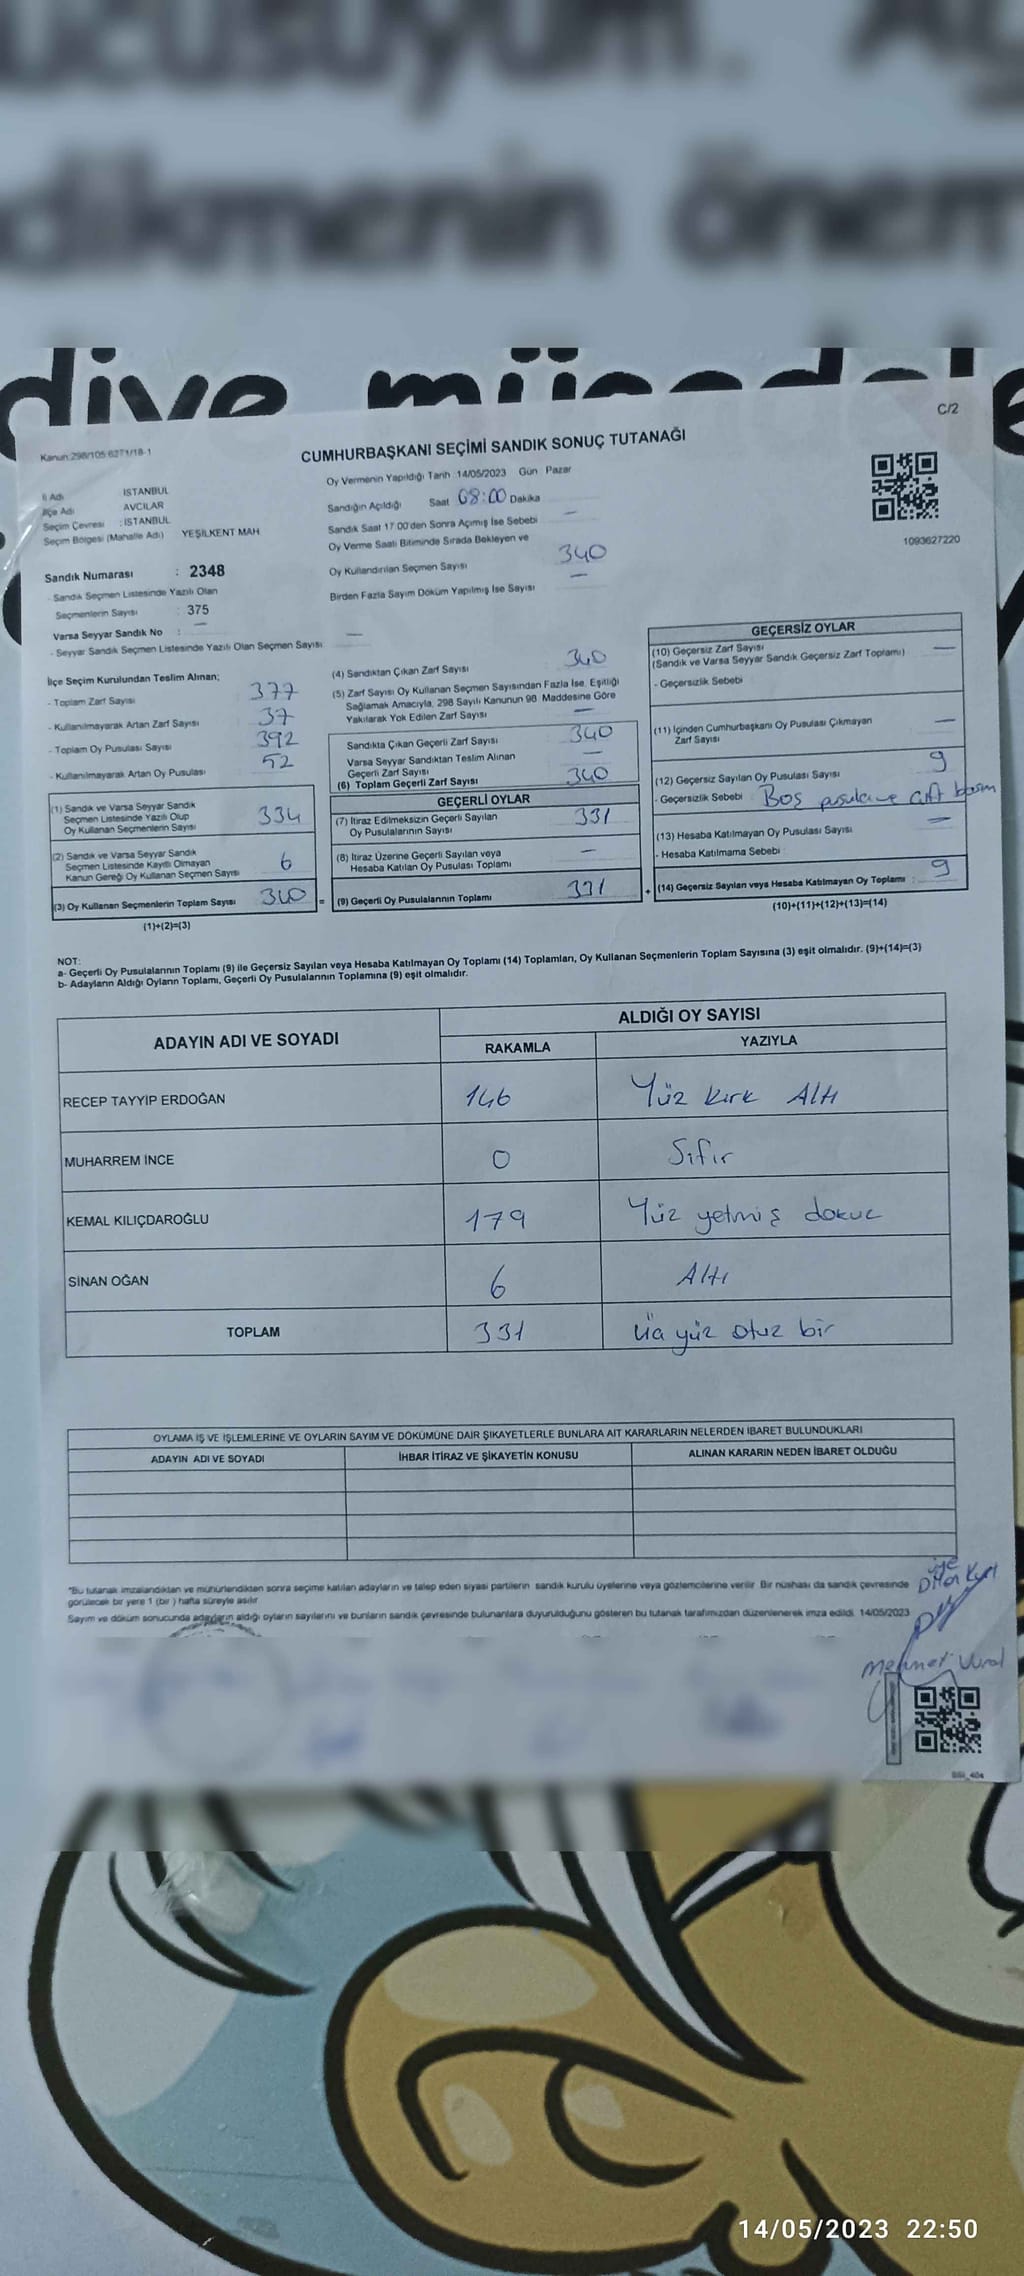 ucusuyum.
dikmenin önem
diye mücadele
C/2
Kanun:298/105:6271/18-1
CUMHURBAŞKANI SEÇİMİ SANDIK SONUÇ TUTANAĞI
İl Adı : İSTANBUL
İlçe Adı : AVCILAR
Seçim Çevresi : İSTANBUL
Seçim Bölgesi (Mahalle Adı) YEŞİLKENT MAH
Sandık Numarası : 2348
- Sandık Seçmen Listesinde Yazılı Olan
Seçmenlerin Sayısı : 375
Varsa Seyyar Sandık No : —
- Seyyar Sandık Seçmen Listesinde Yazılı Olan Seçmen Sayısı —
Oy Vermenin Yapıldığı Tarih 14/05/2023 Gün Pazar
Sandığın Açıldığı Saat 08:00 Dakika
Sandık Saat 17:00'den Sonra Açımış İse Sebebi —
Oy Verme Saati Bitiminde Sırada Bekleyen ve
Oy Kullandırılan Seçmen Sayısı 340
Birden Fazla Sayım Döküm Yapılmış İse Sayısı —
1093627220
İlçe Seçim Kurulundan Teslim Alınan;
- Toplam Zarf Sayısı 377
- Kullanılmayarak Artan Zarf Sayısı 37
- Toplam Oy Pusulası Sayısı 392
- Kullanılmayarak Artan Oy Pusulası 52
(1) Sandık ve Varsa Seyyar Sandık
Seçmen Listesinde Yazılı Olup
Oy Kullanan Seçmenlerin Sayısı 334
(2) Sandık ve Varsa Seyyar Sandık
Seçmen Listesinde Kayıtlı Olmayan
Kanun Gereği Oy Kullanan Seçmen Sayısı 6
(3) Oy Kullanan Seçmenlerin Toplam Sayısı 340 =
(1)+(2)=(3)
(4) Sandıktan Çıkan Zarf Sayısı 340
(5) Zarf Sayısı Oy Kullanan Seçmen Sayısından Fazla İse, Eşitliği
Sağlamak Amacıyla, 298 Sayılı Kanunun 98. Maddesine Göre
Yakılarak Yok Edilen Zarf Sayısı —
Sandıkta Çıkan Geçerli Zarf Sayısı 340
Varsa Seyyar Sandıktan Teslim Alınan
Geçerli Zarf Sayısı —
(6) Toplam Geçerli Zarf Sayısı 340
GEÇERLİ OYLAR
(7) İtiraz Edilmeksizin Geçerli Sayılan
Oy Pusulalarının Sayısı 331
(8) İtiraz Üzerine Geçerli Sayılan veya
Hesaba Katılan Oy Pusulası Toplamı —
(9) Geçerli Oy Pusulalarının Toplamı 331 +
GEÇERSİZ OYLAR
(10) Geçersiz Zarf Sayısı —
(Sandık ve Varsa Seyyar Sandık Geçersiz Zarf Toplamı)
- Geçersizlik Sebebi
(11) İçinden Cumhurbaşkanı Oy Pusulası Çıkmayan
Zarf Sayısı —
(12) Geçersiz Sayılan Oy Pusulası Sayısı 9
- Geçersizlik Sebebi Boş pusula ve çift basım
(13) Hesaba Katılmayan Oy Pusulası Sayısı —
- Hesaba Katılmama Sebebi
(14) Geçersiz Sayılan veya Hesaba Katılmayan Oy Toplamı : 9
(10)+(11)+(12)+(13)=(14)
NOT:
a- Geçerli Oy Pusulalarının Toplamı (9) ile Geçersiz Sayılan veya Hesaba Katılmayan Oy Toplamı (14) Toplamları, Oy Kullanan Seçmenlerin Toplam Sayısına (3) eşit olmalıdır. (9)+(14)=(3)
b- Adayların Aldığı Oyların Toplamı, Geçerli Oy Pusulalarının Toplamına (9) eşit olmalıdır.
ADAYIN ADI VE SOYADI ALDIĞI OY SAYISI
RAKAMLA YAZIYLA
RECEP TAYYİP ERDOĞAN 146 Yüz kırk Altı
MUHARREM İNCE 0 Sıfır
KEMAL KILIÇDAROĞLU 179 Yüz yetmiş dokuz
SİNAN OĞAN 6 Altı
TOPLAM 331 üç yüz otuz bir
OYLAMA İŞ VE İŞLEMLERİNE VE OYLARIN SAYIM VE DÖKÜMÜNE DAİR ŞİKAYETLERLE BUNLARA AİT KARARLARIN NELERDEN İBARET BULUNDUKLARI
ADAYIN ADI VE SOYADI İHBAR İTİRAZ VE ŞİKAYETİN KONUSU ALINAN KARARIN NEDEN İBARET OLDUĞU
*Bu tutanak imzalandıktan ve mühürlendikten sonra seçime katılan adayların ve talep eden siyasi partilerin sandık kurulu üyelerine veya gözlemcilerine verilir. Bir nüshası da sandık çevresinde
görülecek bir yere 1 (bir ) hafta süreyle asılır.
Sayım ve döküm sonucunda adayların aldığı oyların sayılarını ve bunların sandık çevresinde bulunanlara duyurulduğunu gösteren bu tutanak tarafımızdan düzenlenerek imza edildi. 14/05/2023
üye
Mehmet Vural
14/05/2023 22:50